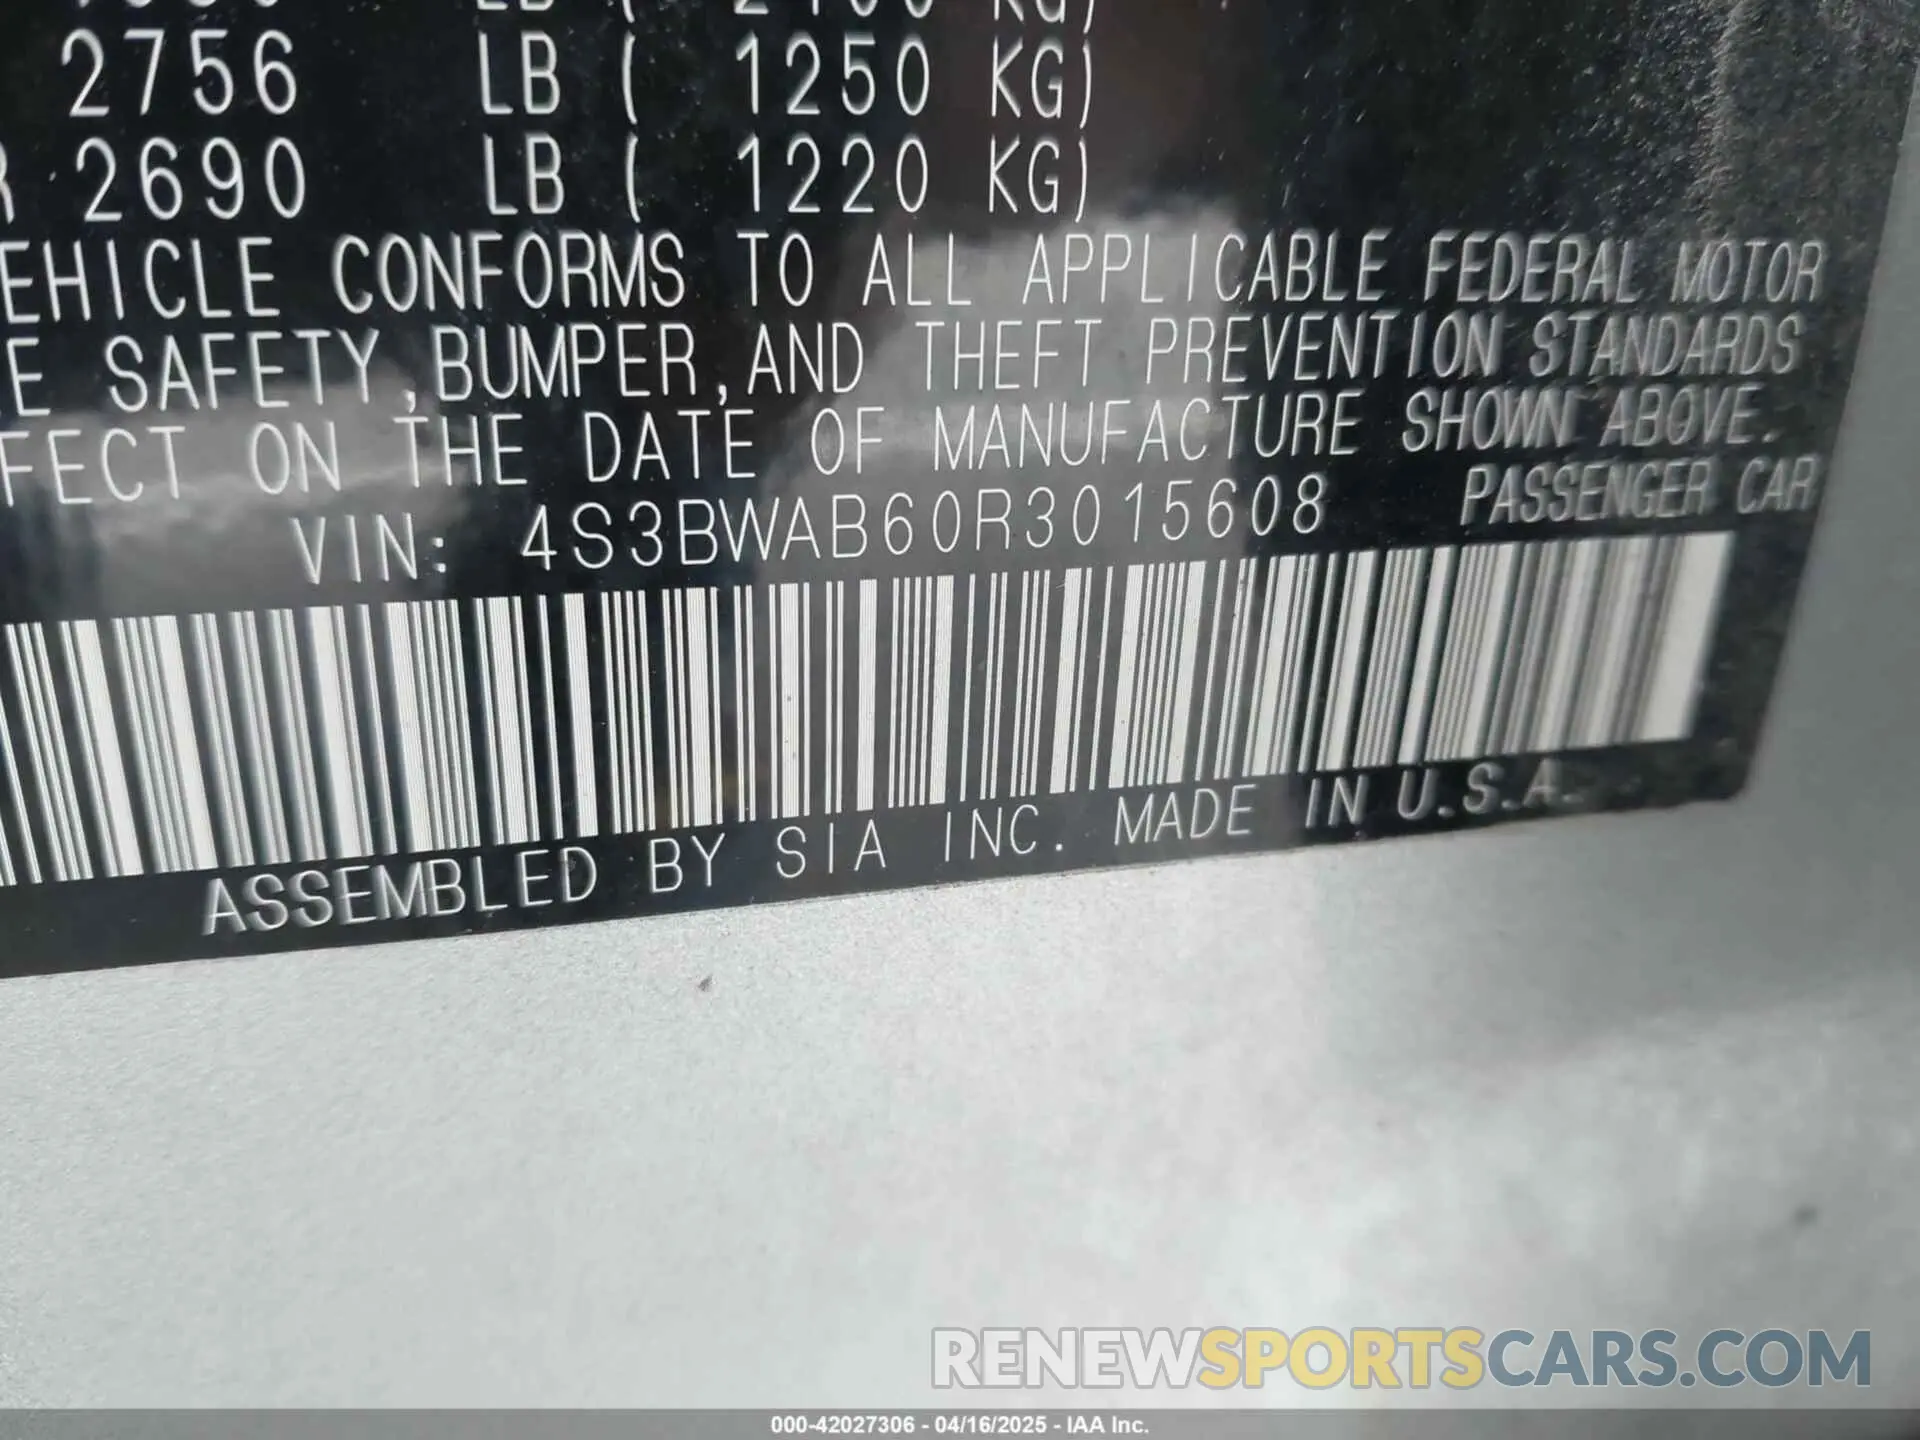 LB ( KG)
2756 LB ( 1250 KG)
2690 LB ( 1220 KG)
EHICLE CONFORMS TO ALL APPLICABLE FEDERAL MOTOR
E SAFETY, BUMPER, AND THEFT PREVENTION STANDARDS
FECT ON THE DATE OF MANUFACTURE SHOWN ABOVE.
VIN: 4S3BWAB60R3015608 PASSENGER CAR
ASSEMBLED BY SIA INC. MADE IN U.S.A.
RENEWSPORTSCARS.COM
000-42027306 - 04/16/2025 - IAA Inc.